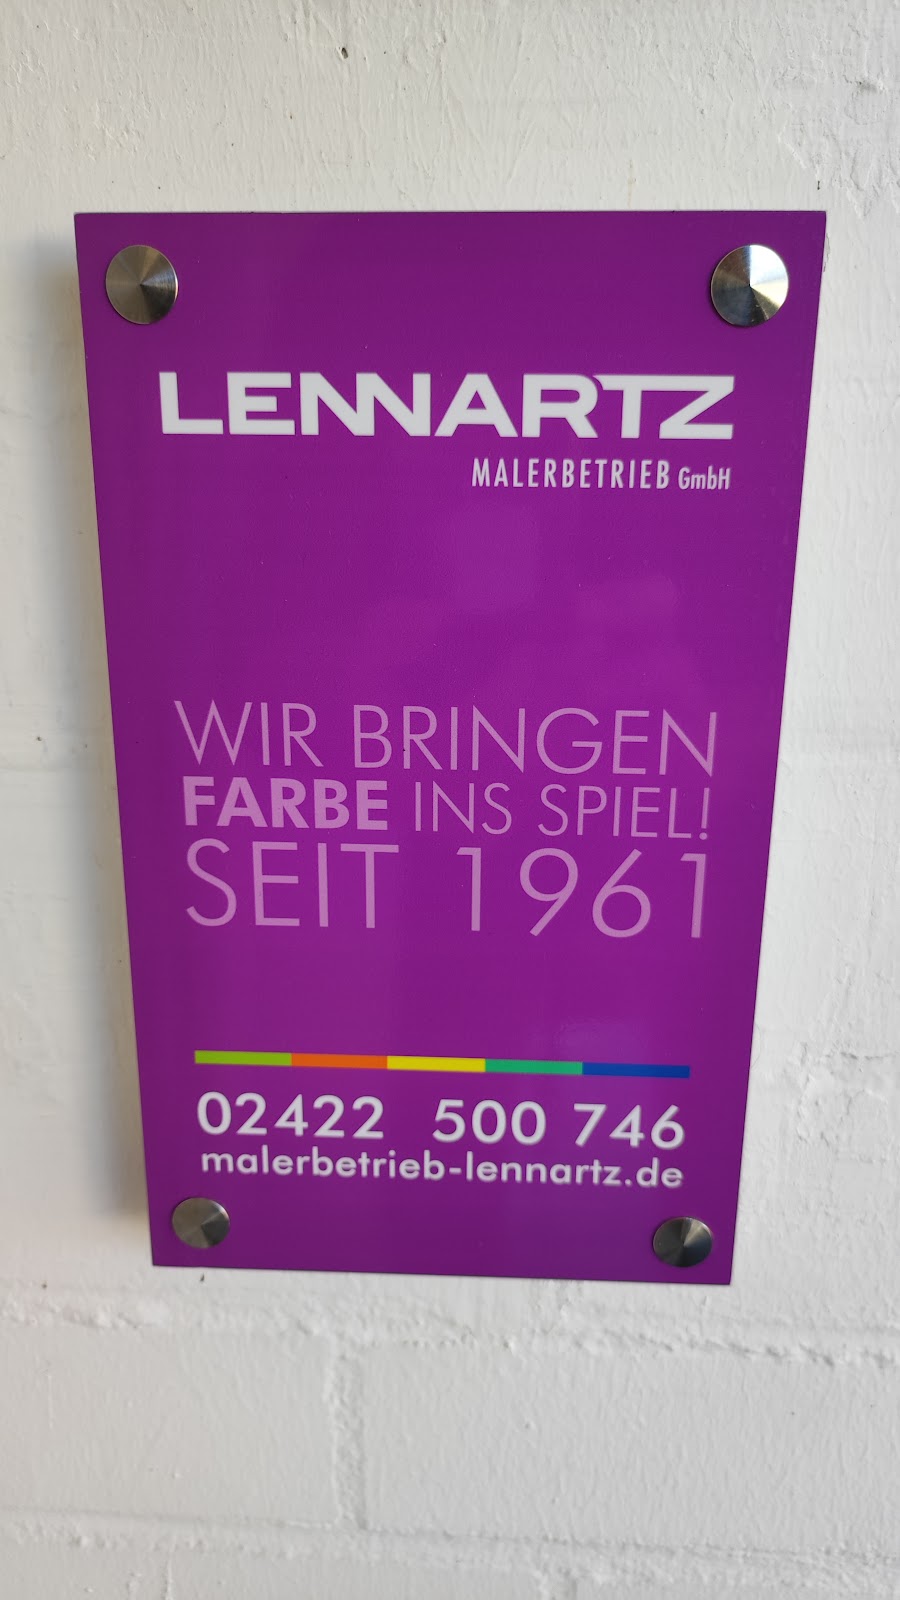 LENNARTZ
MALERBETRIEB GmbH
WIR BRINGEN
FARBE INS SPIEL!
SEIT 1961
02422 500 746
malerbetrieb-lennartz.de